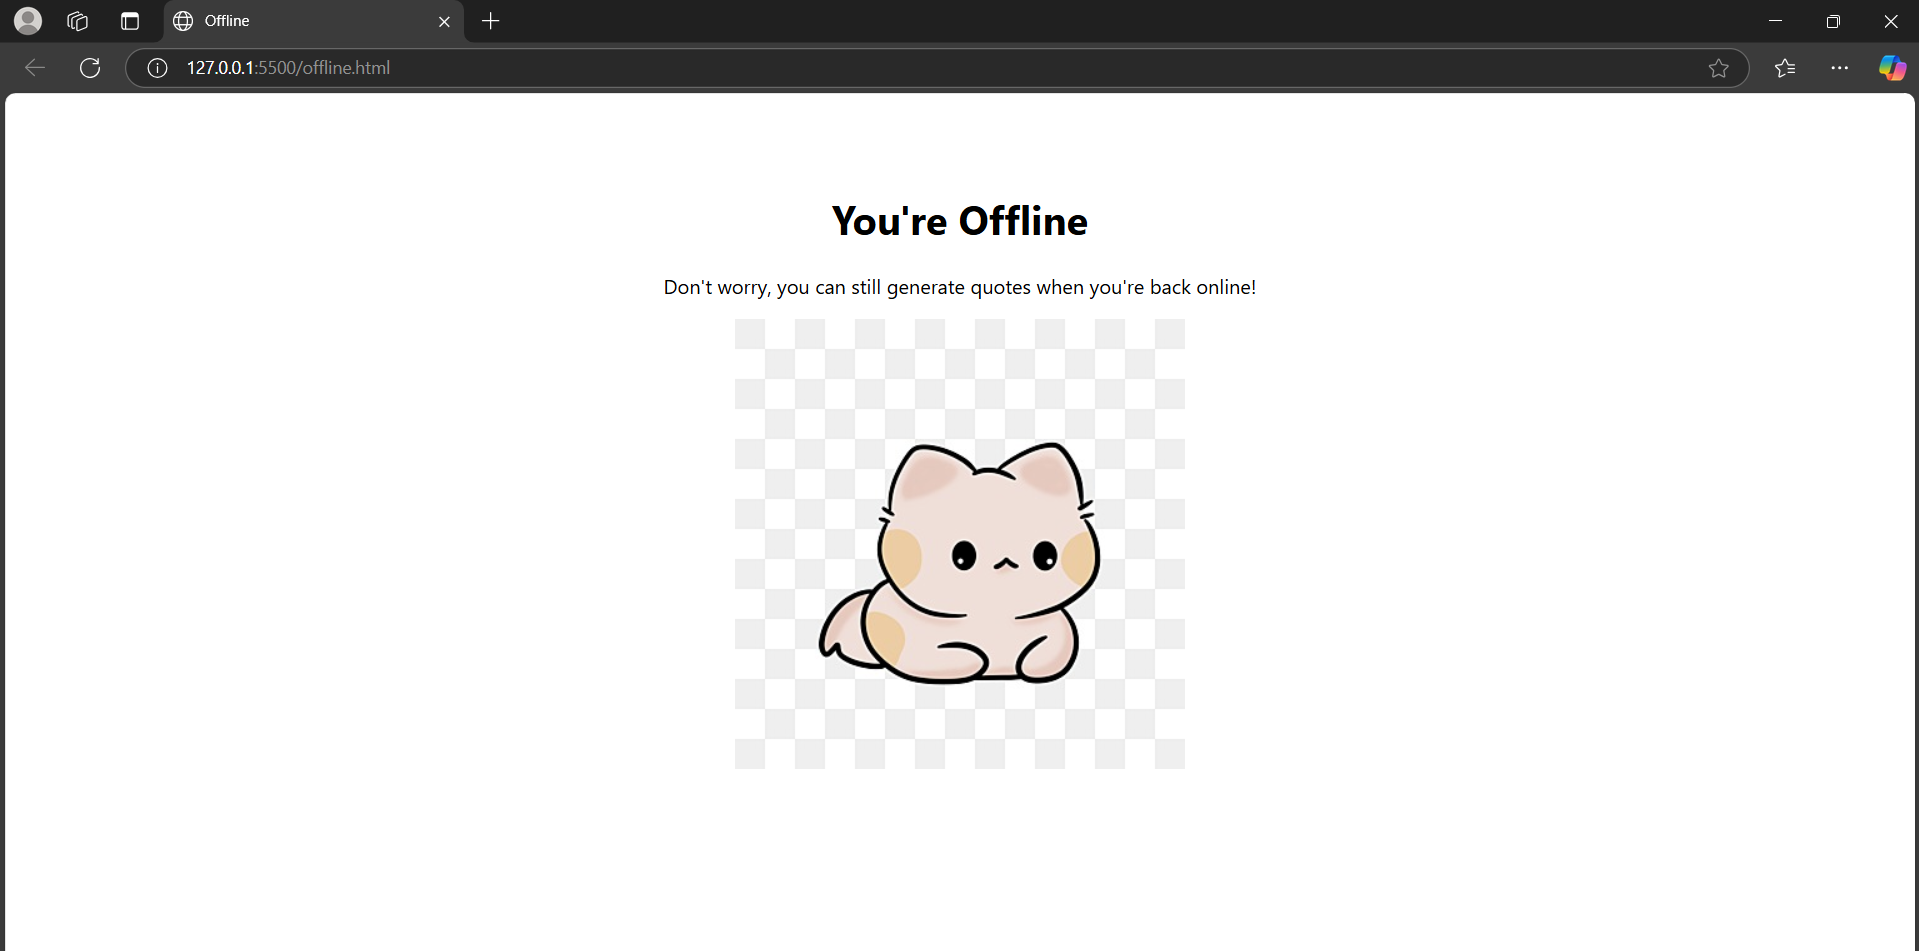 Offline
127.0.0.1:5500/offline.html
You're Offline
Don't worry, you can still generate quotes when you're back online!